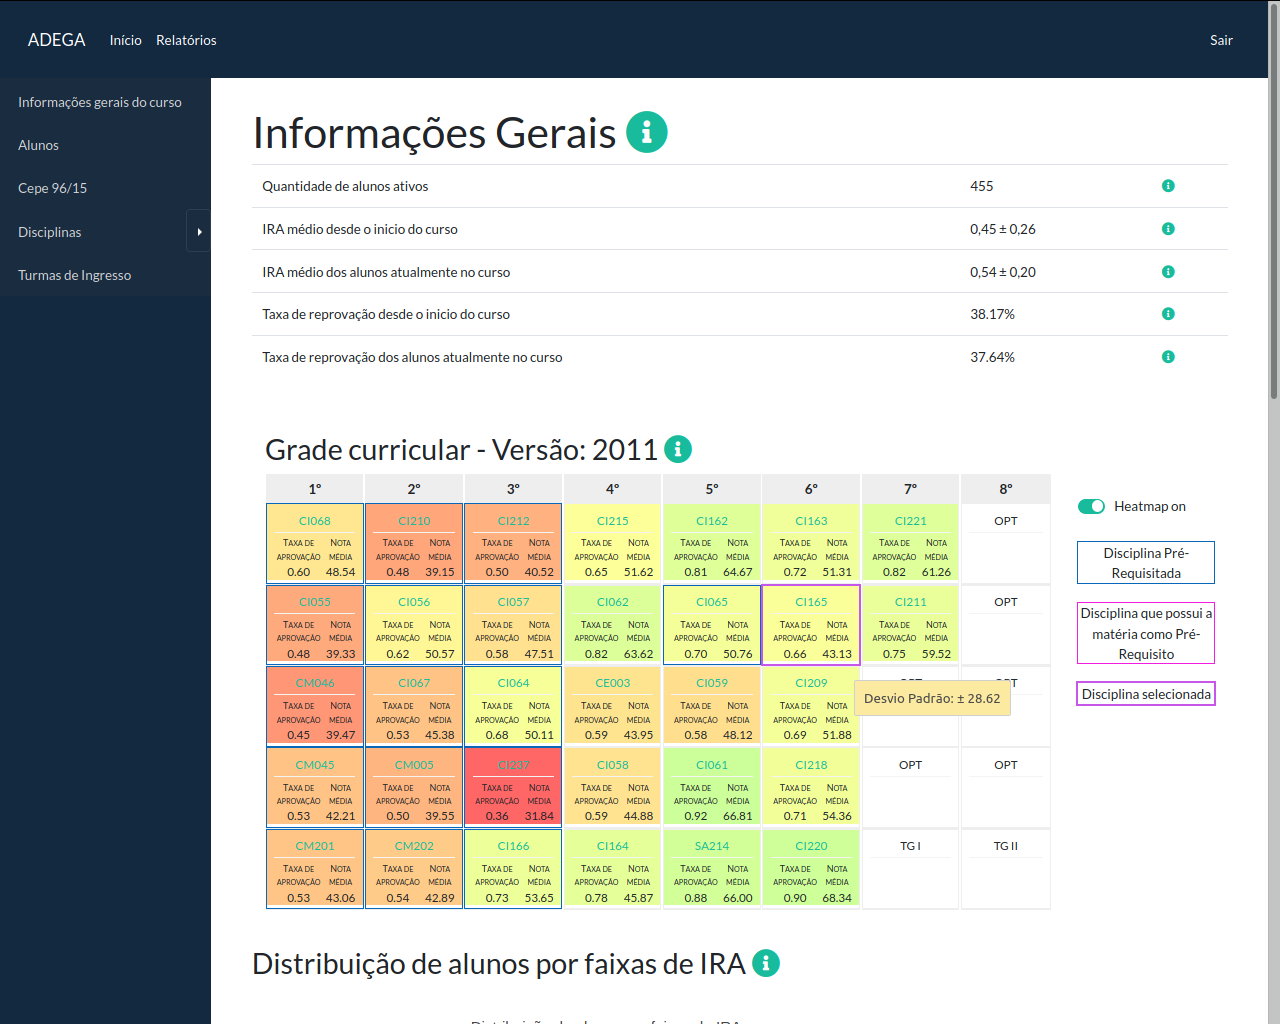 ADEGA Início Relatórios Sair
Informações gerais do curso
Alunos
Cepe 96/15
Disciplinas
Turmas de Ingresso
Informações Gerais
Quantidade de alunos ativos 455
IRA médio desde o inicio do curso 0,45 ± 0,26
IRA médio dos alunos atualmente no curso 0,54 ± 0,20
Taxa de reprovação desde o inicio do curso 38.17%
Taxa de reprovação dos alunos atualmente no curso 37.64%
Grade curricular - Versão: 2011
1º 2º 3º 4º 5º 6º 7º 8º
CI068 CI210 CI212 CI215 CI162 CI163 CI221 OPT
Taxa de Nota Taxa de Nota Taxa de Nota Taxa de Nota Taxa de Nota Taxa de Nota Taxa de Nota
aprovação média aprovação média aprovação média aprovação média aprovação média aprovação média aprovação média
0.60 48.54 0.48 39.15 0.50 40.52 0.65 51.62 0.81 64.67 0.72 51.31 0.82 61.26
CI055 CI056 CI057 CI062 CI065 CI165 CI211 OPT
Taxa de Nota Taxa de Nota Taxa de Nota Taxa de Nota Taxa de Nota Taxa de Nota Taxa de Nota
aprovação média aprovação média aprovação média aprovação média aprovação média aprovação média aprovação média
0.48 39.33 0.62 50.57 0.58 47.51 0.82 63.62 0.70 50.76 0.66 43.13 0.75 59.52
CM046 CI067 CI064 CE003 CI059 CI209
Taxa de Nota Taxa de Nota Taxa de Nota Taxa de Nota Taxa de Nota Taxa de Nota
aprovação média aprovação média aprovação média aprovação média aprovação média aprovação média
0.45 39.47 0.53 45.38 0.68 50.11 0.59 43.95 0.58 48.12 0.69 51.88
Desvio Padrão: ± 28.62
CM045 CM005 CI237 CI058 CI061 CI218 OPT OPT
Taxa de Nota Taxa de Nota Taxa de Nota Taxa de Nota Taxa de Nota Taxa de Nota
aprovação média aprovação média aprovação média aprovação média aprovação média aprovação média
0.53 42.21 0.50 39.55 0.36 31.84 0.59 44.88 0.92 66.81 0.71 54.36
CM201 CM202 CI166 CI164 SA214 CI220 TG I TG II
Taxa de Nota Taxa de Nota Taxa de Nota Taxa de Nota Taxa de Nota Taxa de Nota
aprovação média aprovação média aprovação média aprovação média aprovação média aprovação média
0.53 43.06 0.54 42.89 0.73 53.65 0.78 45.87 0.88 66.00 0.90 68.34
Heatmap on
Disciplina Pré-
Requisitada
Disciplina que possui a
matéria como Pré-
Requisito
Disciplina selecionada
Distribuição de alunos por faixas de IRA